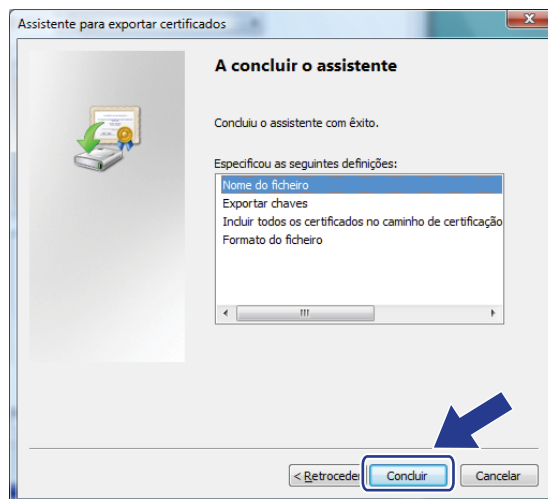 Assistente para exportar certificados
A concluir o assistente
Concluiu o assistente com êxito.
Especificou as seguintes definições:
Nome do ficheiro
Exportar chaves
Incluir todos os certificados no caminho de certificação
Formato do ficheiro
< Retroceder
Concluir
Cancelar